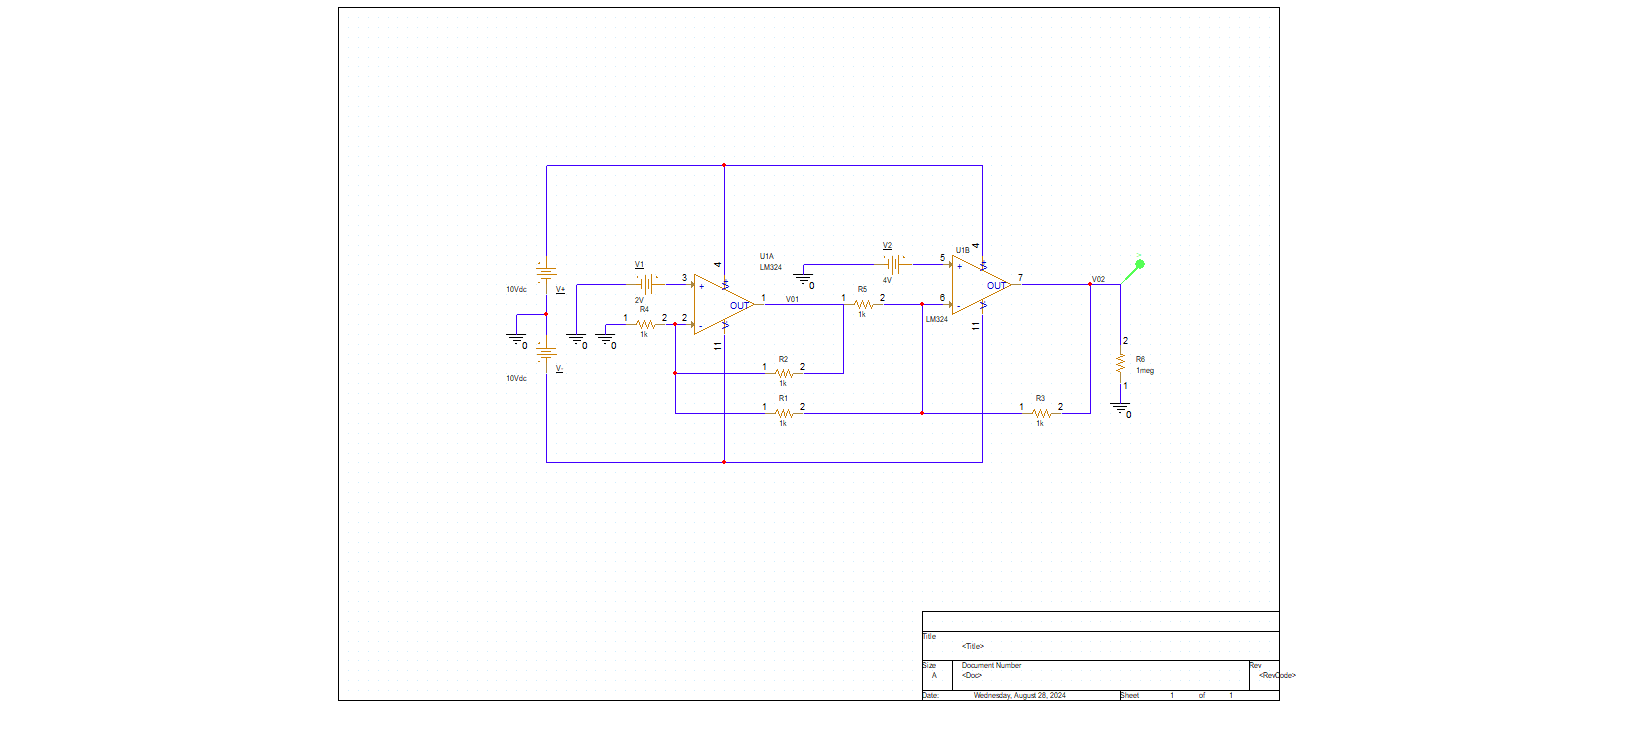 U1A
LM324
V1
2V
3
+
4
V+
OUT
1
V01
2
-
11
V-
R4
1
2
1k
10Vdc
V+
0
0
0
10Vdc
V-
V2
4V
0
5
+
U1B
4
V+
OUT
7
V02
6
-
LM324
11
V-
1
R5
2
1k
1
R2
2
1k
1
R1
2
1k
1
R3
2
1k
2
R6
1meg
1
0
Title
<Title>
Size
A
Document Number
<Doc>
Rev
<RevCode>
Date:
Wednesday, August 28, 2024
Sheet
1
of
1